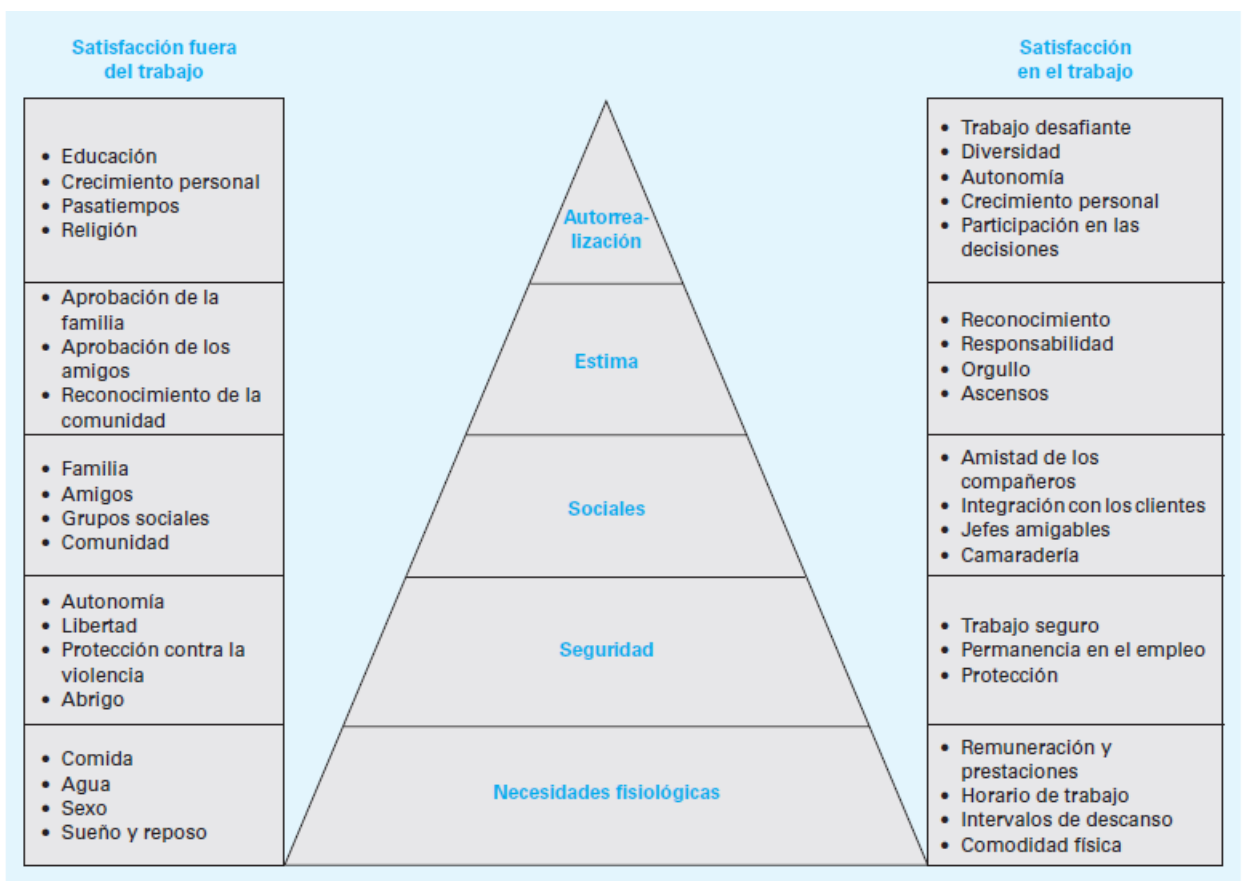 Satisfacción fuera
del trabajo
• Educación
• Crecimiento personal
• Pasatiempos
• Religión
• Aprobación de la
familia
• Aprobación de los
amigos
• Reconocimiento de la
comunidad
• Familia
• Amigos
• Grupos sociales
• Comunidad
• Autonomía
• Libertad
• Protección contra la
violencia
• Abrigo
• Comida
• Agua
• Sexo
• Sueño y reposo
Autorrea-
lización
Estima
Sociales
Seguridad
Necesidades fisiológicas
Satisfacción
en el trabajo
• Trabajo desafiante
• Diversidad
• Autonomía
• Crecimiento personal
• Participación en las
decisiones
• Reconocimiento
• Responsabilidad
• Orgullo
• Ascensos
• Amistad de los
compañeros
• Integración con los clientes
• Jefes amigables
• Camaradería
• Trabajo seguro
• Permanencia en el empleo
• Protección
• Remuneración y
prestaciones
• Horario de trabajo
• Intervalos de descanso
• Comodidad física